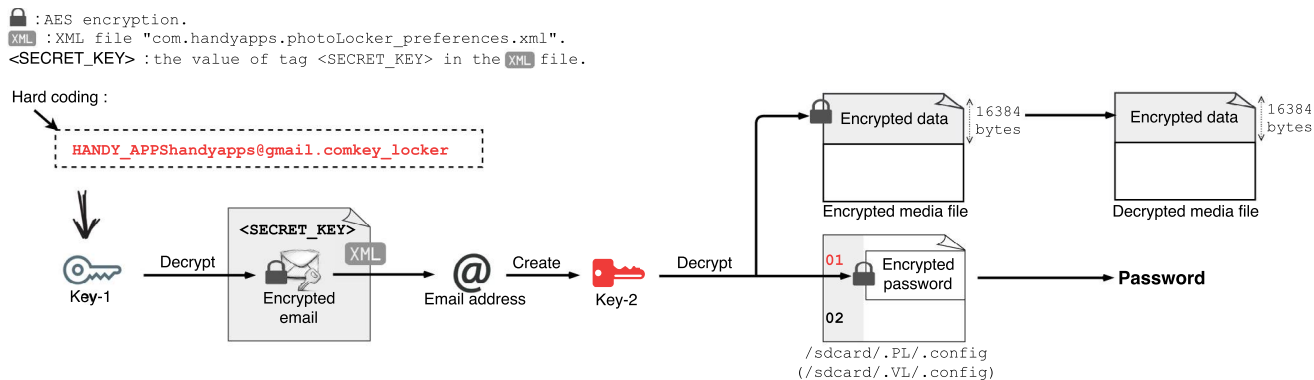 : AES encryption.
XML : XML file "com.handyapps.photoLocker_preferences.xml".
<SECRET_KEY> : the value of tag <SECRET_KEY> in the XML file.
Hard coding :
HANDY_APPShandyapps@gmail.comkey_locker
Key-1
Decrypt
<SECRET_KEY>
XML
Encrypted
email
@
Email address
Create
Key-2
Decrypt
Encrypted data
16384
bytes
Encrypted media file
Encrypted data
16384
bytes
Decrypted media file
01
Encrypted
password
02
/sdcard/.PL/.config
(/sdcard/.VL/.config)
Password